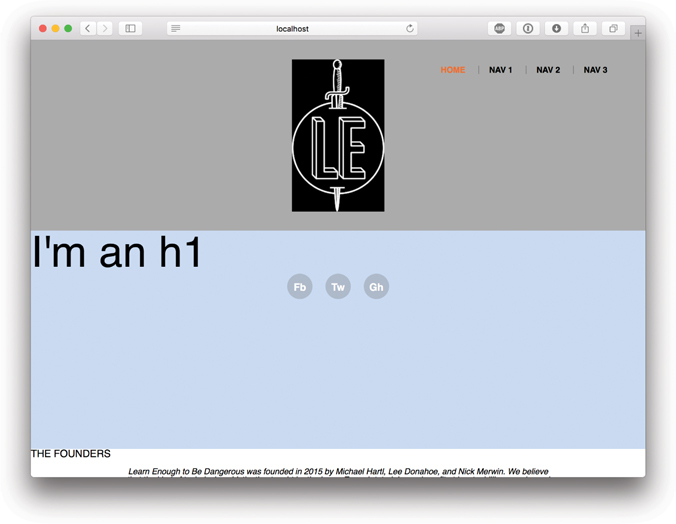 localhost
ABP
HOME | NAV 1 | NAV 2 | NAV 3
LE
I'm an h1
Fb Tw Gh
THE FOUNDERS
Learn Enough to Be Dangerous was founded in 2015 by Michael Hartl, Lee Donahoe, and Nick Merwin. We believe